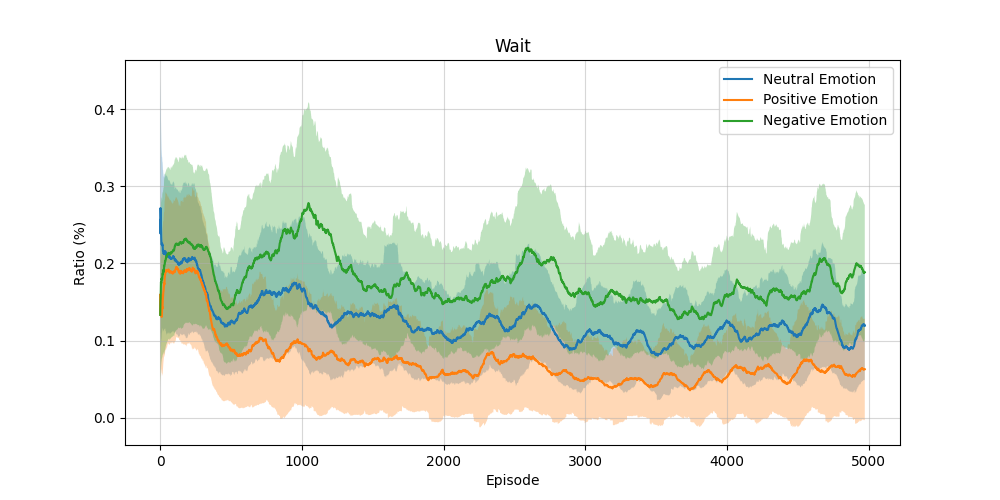 Wait
Neutral Emotion
Positive Emotion
Negative Emotion
Ratio (%)
0.4
0.3
0.2
0.1
0.0
0 1000 2000 3000 4000 5000
Episode